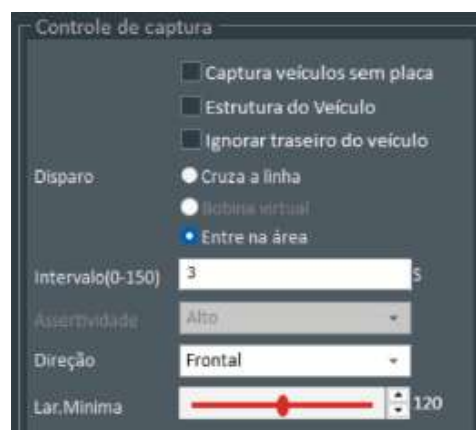 Controle de captura
Captura veículos sem placa
Estrutura do Veículo
Ignorar traseiro do veículo
Disparo
Cruza a linha
Bobina virtual
Entre na área
Intervalo(0-150) 3 S
Assertividade Alto
Direção Frontal
Lar.Minima 120